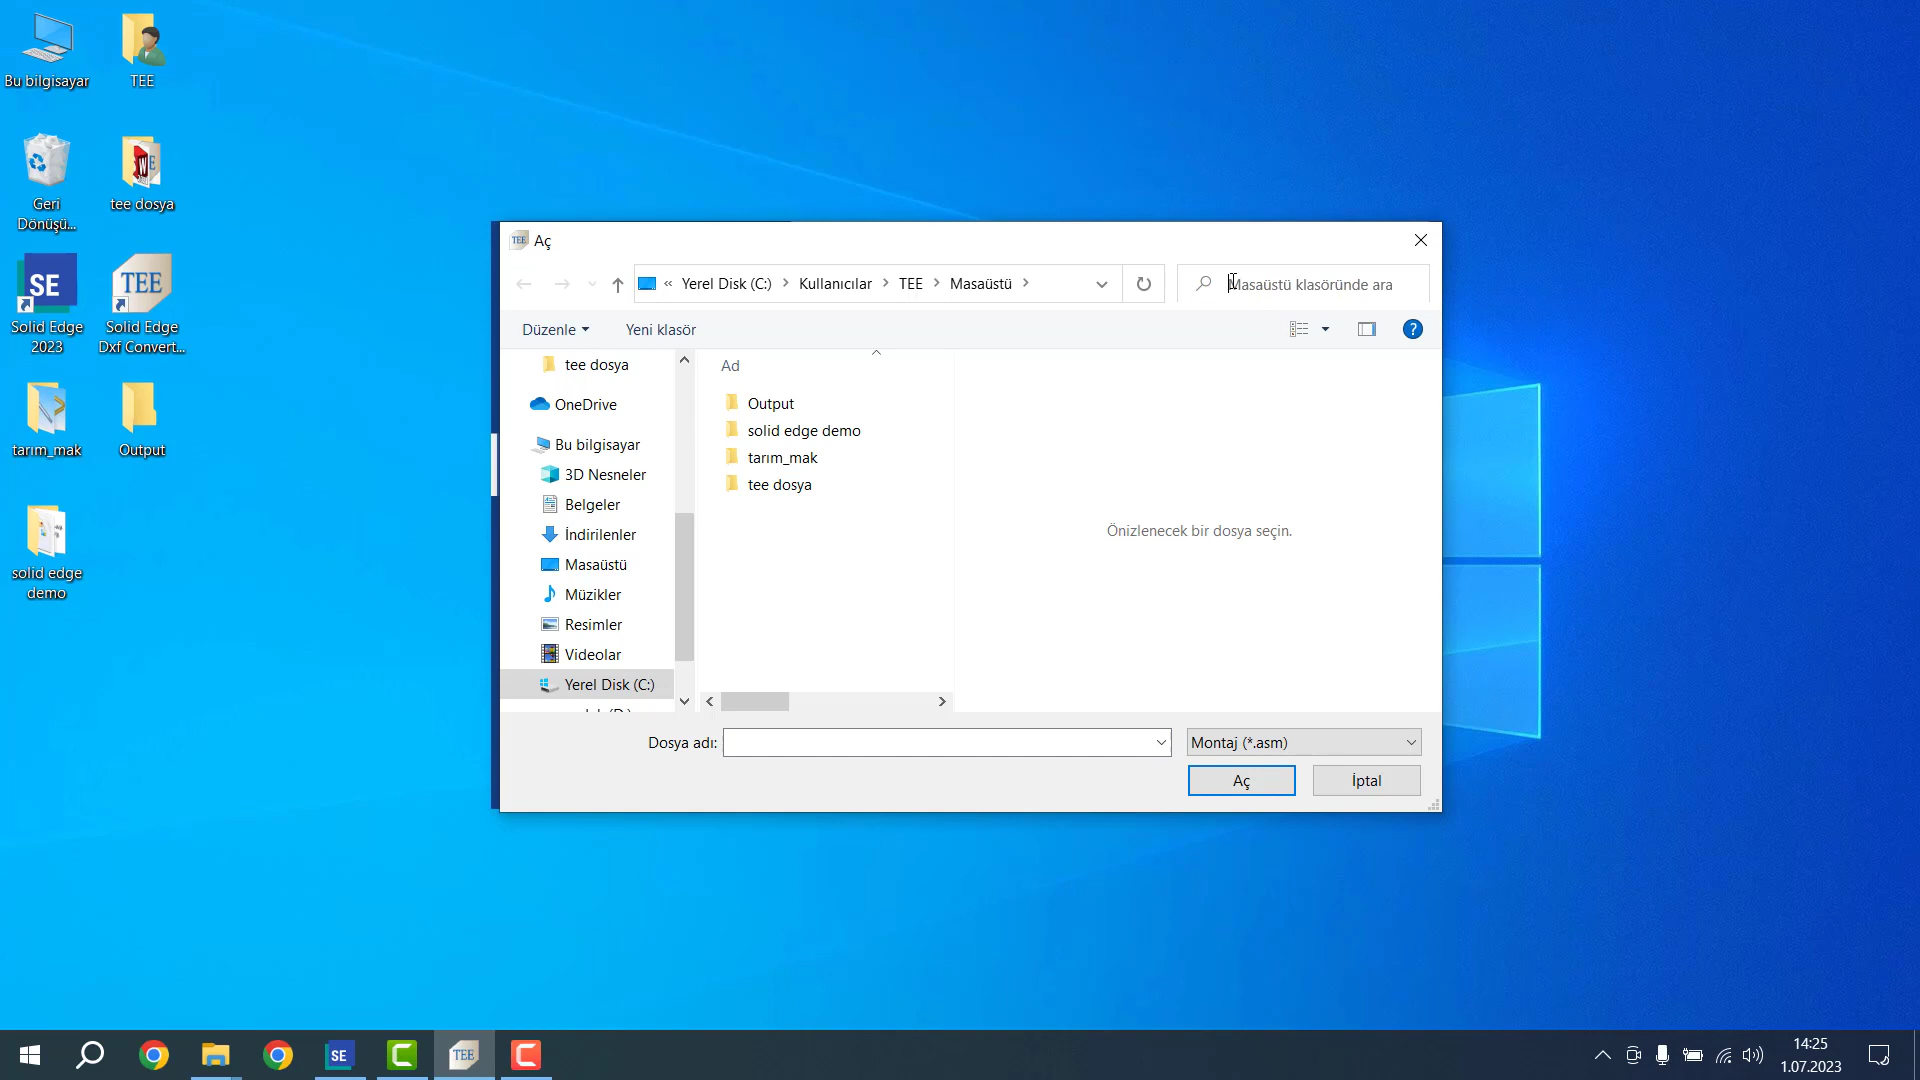 Bu bilgisayar
TEE
Geri
Dönüşü...
tee dosya
W
E
SE
TEE
Solid Edge
2023
Solid Edge
Dxf Convert...
tarım_mak
Output
solid edge
demo
TEE
Aç
« Yerel Disk (C:) > Kullanıcılar > TEE > Masaüstü >
Masaüstü klasöründe ara
Düzenle
Yeni klasör
?
tee dosya
OneDrive
Bu bilgisayar
3D Nesneler
Belgeler
İndirilenler
Masaüstü
Müzikler
Resimler
Videolar
Yerel Disk (C:)
Ad
Output
solid edge demo
tarım_mak
tee dosya
Önizlenecek bir dosya seçin.
Dosya adı:
Montaj (*.asm)
Aç
İptal
SE
C
TEE
C
14:25
1.07.2023